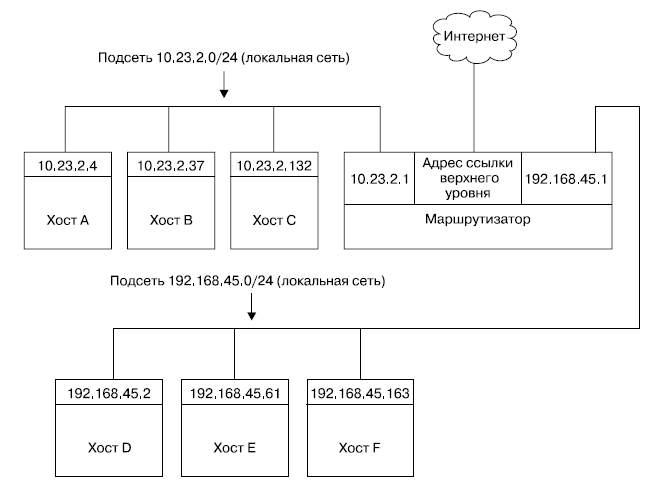 Интернет
Подсеть 10.23.2.0/24 (локальная сеть)
10.23.2.4
Хост A
10.23.2.37
Хост B
10.23.2.132
Хост C
10.23.2.1
Адрес ссылки
верхнего
уровня
192.168.45.1
Маршрутизатор
Подсеть 192.168.45.0/24 (локальная сеть)
192.168.45.2
Хост D
192.168.45.61
Хост E
192.168.45.163
Хост F